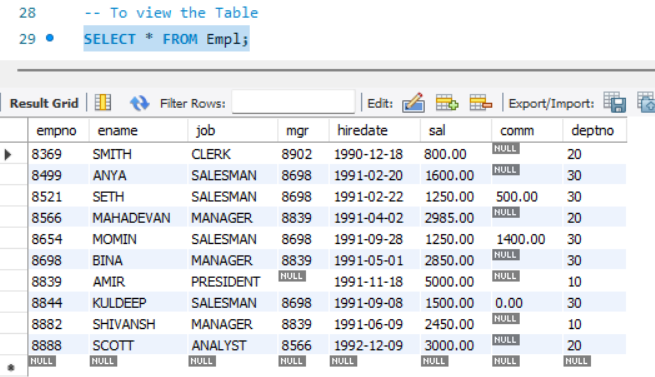 28 -- To view the Table
29 SELECT * FROM Empl;
Result Grid Filter Rows: Edit: Export/Import:
empno ename job mgr hiredate sal comm deptno
8369 SMITH CLERK 8902 1990-12-18 800.00 NULL 20
8499 ANYA SALESMAN 8698 1991-02-20 1600.00 NULL 30
8521 SETH SALESMAN 8698 1991-02-22 1250.00 500.00 30
8566 MAHADEVAN MANAGER 8839 1991-04-02 2985.00 NULL 20
8654 MOMIN SALESMAN 8698 1991-09-28 1250.00 1400.00 30
8698 BINA MANAGER 8839 1991-05-01 2850.00 NULL 30
8839 AMIR PRESIDENT NULL 1991-11-18 5000.00 NULL 10
8844 KULDEEP SALESMAN 8698 1991-09-08 1500.00 0.00 30
8882 SHIVANSH MANAGER 8839 1991-06-09 2450.00 NULL 10
8888 SCOTT ANALYST 8566 1992-12-09 3000.00 NULL 20
NULL NULL NULL NULL NULL NULL NULL NULL